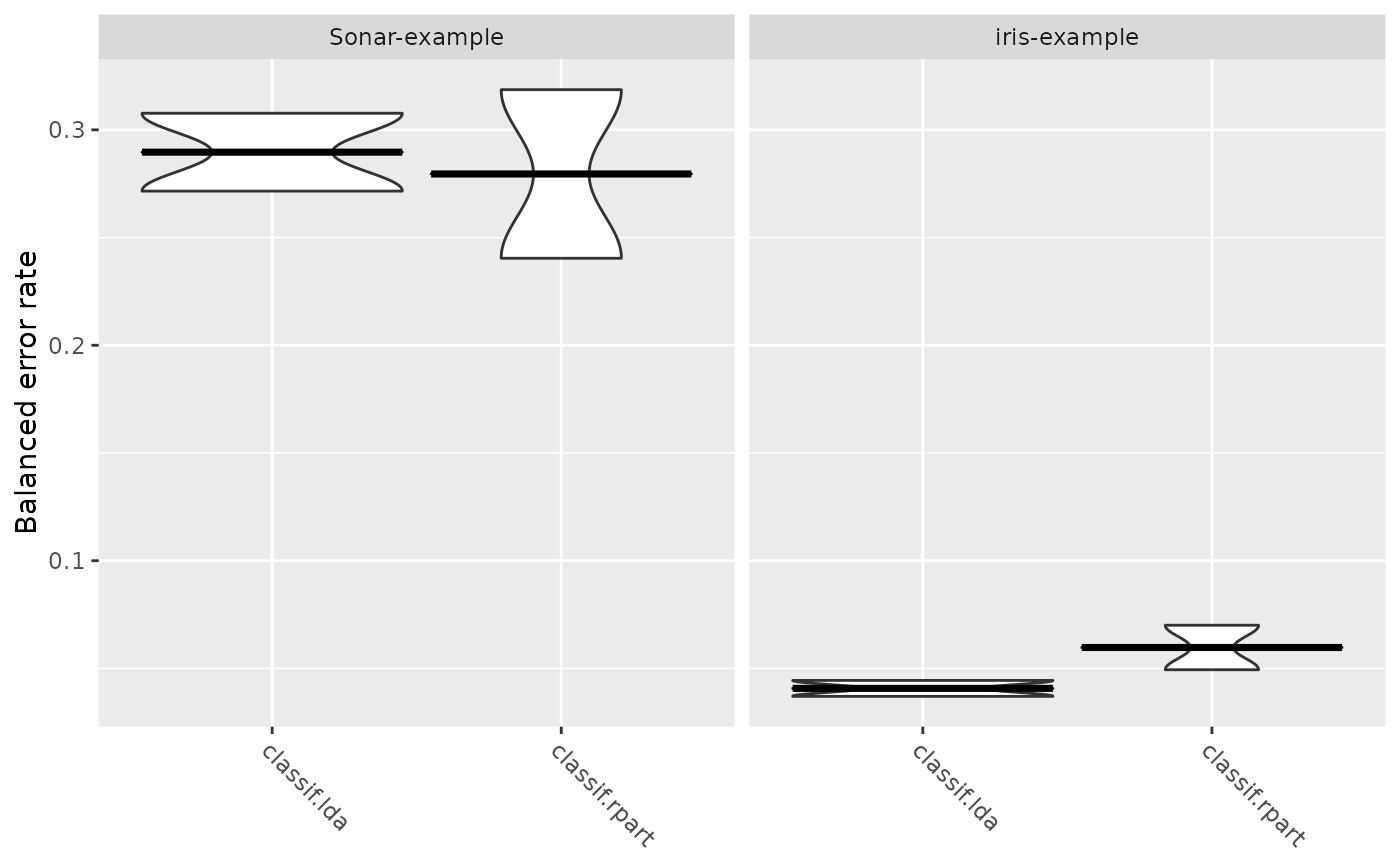 Sonar-example
iris-example
Balanced error rate
0.3
0.2
0.1
classif.lda
classif.rpart
classif.lda
classif.rpart